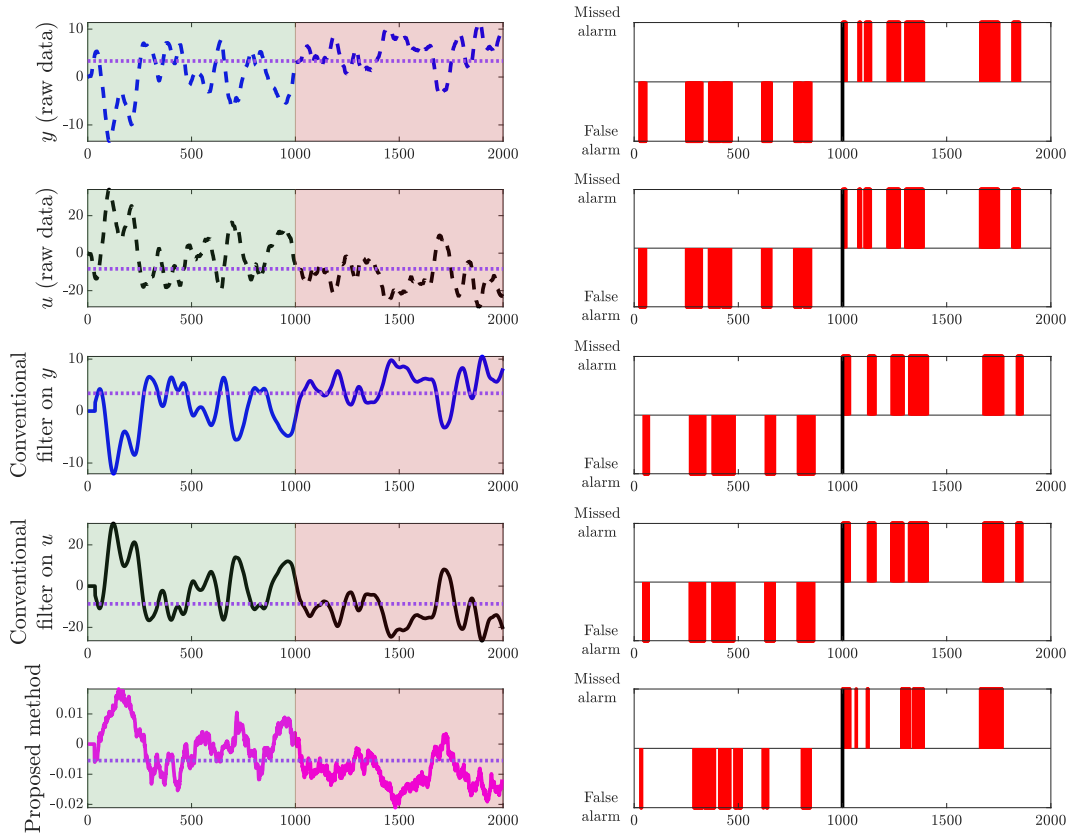 y (raw data)
10
0
-10
0
500
1000
1500
2000
Missed
alarm
False
alarm
0
500
1000
1500
2000
u (raw data)
20
0
-20
0
500
1000
1500
2000
Missed
alarm
False
alarm
0
500
1000
1500
2000
Conventional
filter on y
10
0
-10
0
500
1000
1500
2000
Missed
alarm
False
alarm
0
500
1000
1500
2000
Conventional
filter on u
20
0
-20
0
500
1000
1500
2000
Missed
alarm
False
alarm
0
500
1000
1500
2000
Proposed method
0.01
0
-0.01
-0.02
0
500
1000
1500
2000
Missed
alarm
False
alarm
0
500
1000
1500
2000